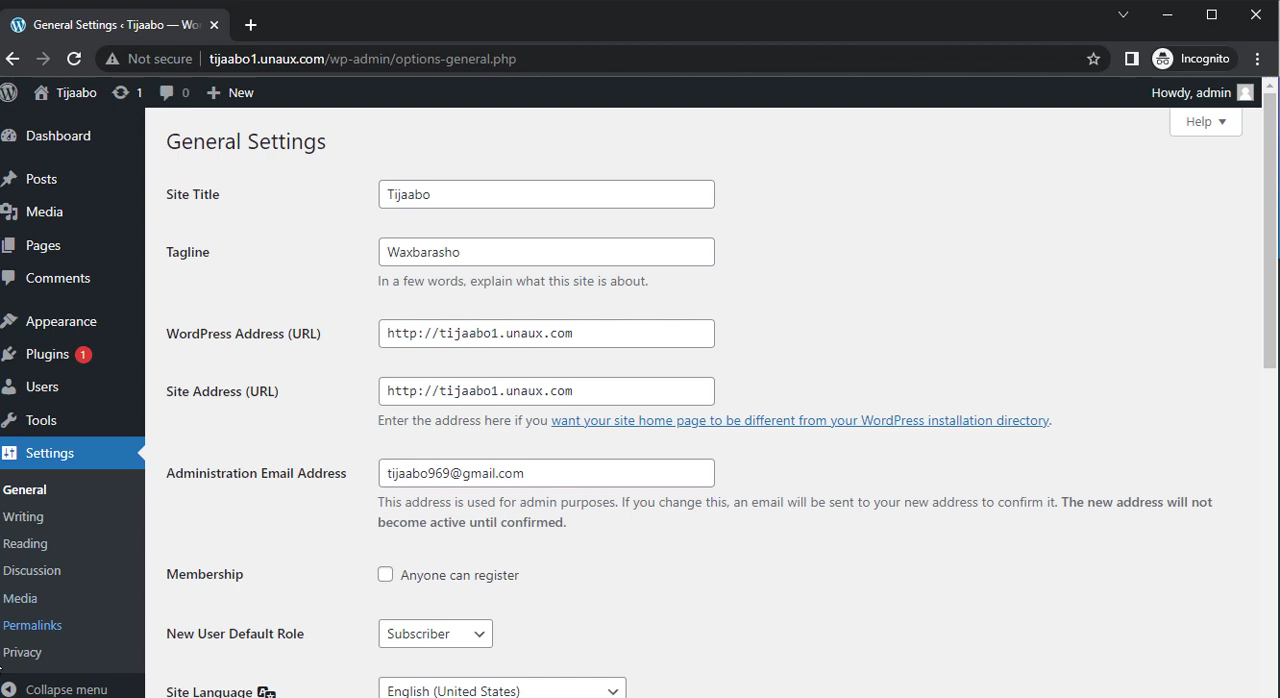 General Settings ‹ Tijaabo — Wo
Not secure tijaabo1.unaux.com/wp-admin/options-general.php Incognito
Tijaabo 1 0 New Howdy, admin
Help
Dashboard
Posts
Media
Pages
Comments
Appearance
Plugins 1
Users
Tools
Settings
General
Writing
Reading
Discussion
Media
Permalinks
Privacy
Collapse menu
General Settings
Site Title Tijaabo
Tagline Waxbarasho
In a few words, explain what this site is about.
WordPress Address (URL) http://tijaabo1.unaux.com
Site Address (URL) http://tijaabo1.unaux.com
Enter the address here if you want your site home page to be different from your WordPress installation directory.
Administration Email Address tijaabo969@gmail.com
This address is used for admin purposes. If you change this, an email will be sent to your new address to confirm it. The new address will not
become active until confirmed.
Membership Anyone can register
New User Default Role Subscriber
Site Language English (United States)